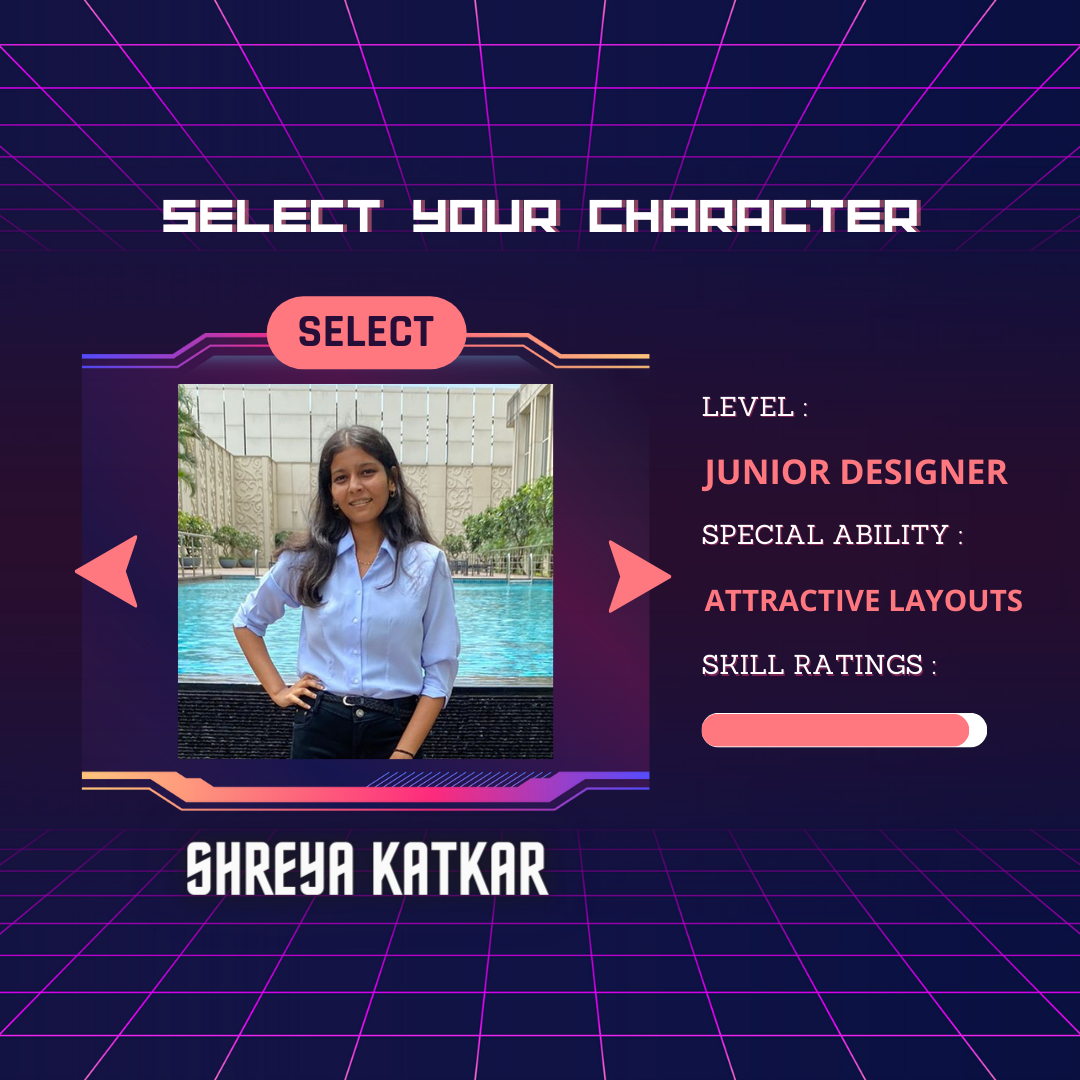 SELECT YOUR CHARACTER
SELECT
LEVEL :
JUNIOR DESIGNER
SPECIAL ABILITY :
ATTRACTIVE LAYOUTS
SKILL RATINGS :
SHREYA KATKAR